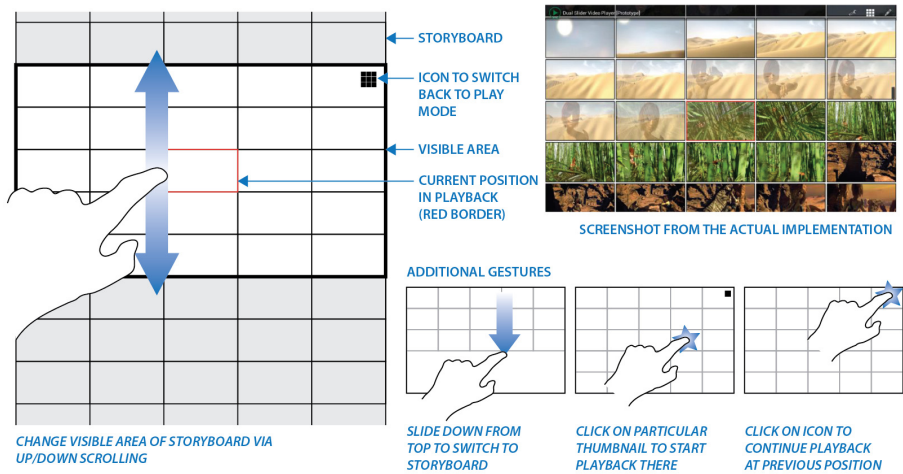 STORYBOARD
ICON TO SWITCH
BACK TO PLAY
MODE
VISIBLE AREA
CURRENT POSITION
IN PLAYBACK
(RED BORDER)
CHANGE VISIBLE AREA OF STORYBOARD VIA
UP/DOWN SCROLLING
Dual Slider Video Player[Prototype]
SCREENSHOT FROM THE ACTUAL IMPLEMENTATION
ADDITIONAL GESTURES
SLIDE DOWN FROM
TOP TO SWITCH TO
STORYBOARD
CLICK ON PARTICULAR
THUMBNAIL TO START
PLAYBACK THERE
CLICK ON ICON TO
CONTINUE PLAYBACK
AT PREVIOUS POSITION